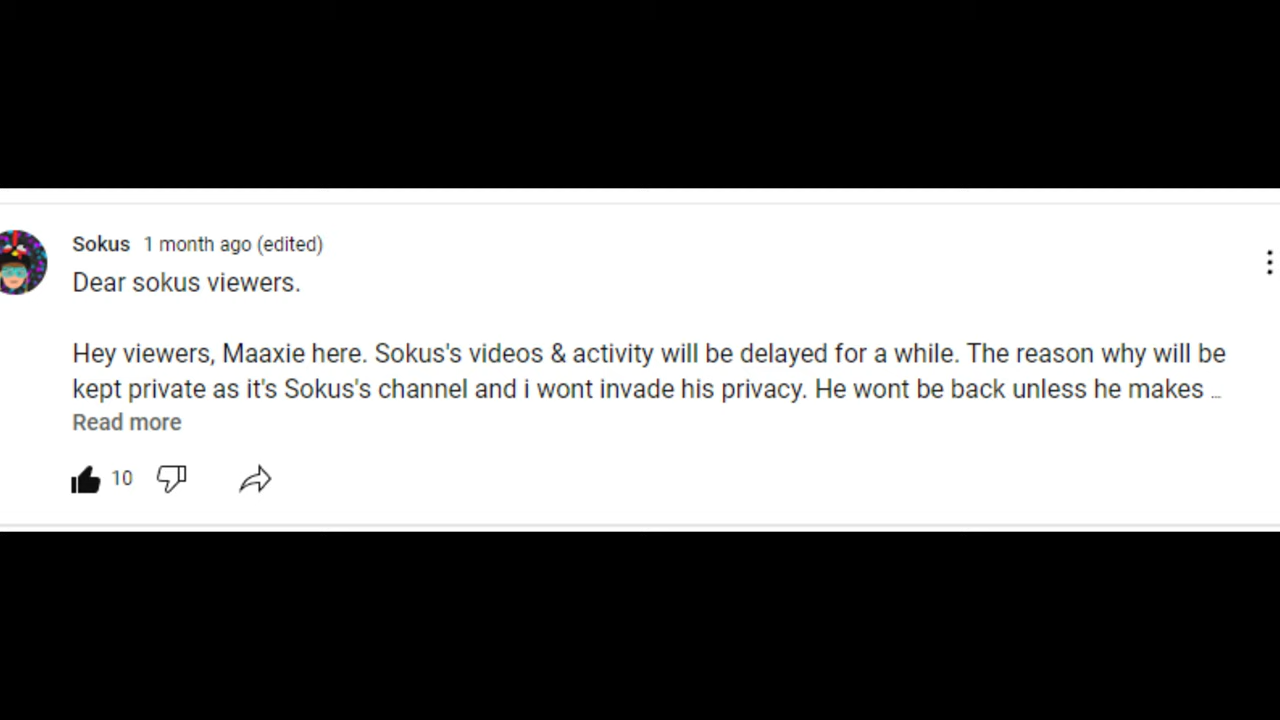 Sokus 1 month ago (edited)
Dear sokus viewers.
Hey viewers, Maaxie here. Sokus's videos & activity will be delayed for a while. The reason why will be
kept private as it's Sokus's channel and i wont invade his privacy. He wont be back unless he makes ...
Read more
10